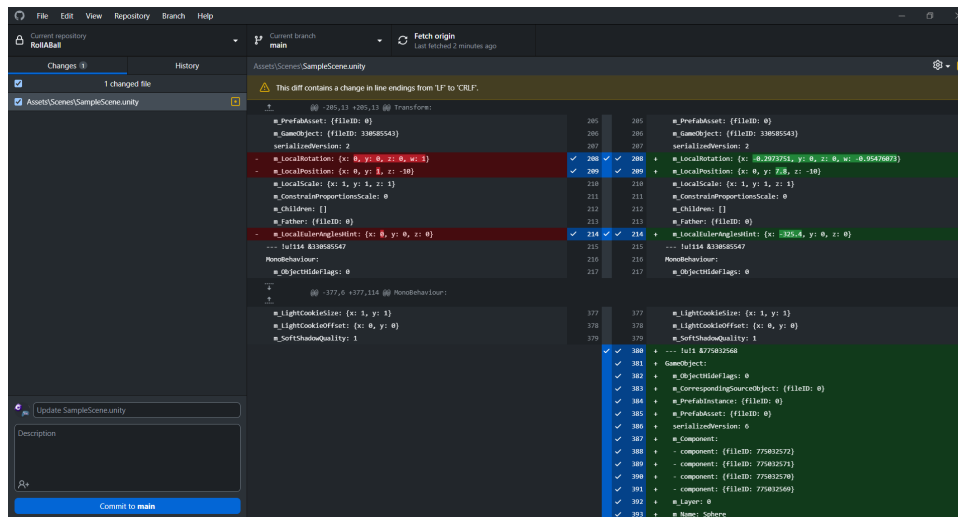 File Edit View Repository Branch Help
Current repository
RollABall
Current branch
main
Fetch origin
Last fetched 2 minutes ago
Changes 1
History
Assets\Scenes\SampleScene.unity
1 changed file
Assets\Scenes\SampleScene.unity
This diff contains a change in line endings from 'LF' to 'CRLF'.
@@ -205,13 +205,13 @@ Transform:
m_PrefabAsset: {fileID: 0} 205 205 m_PrefabAsset: {fileID: 0}
m_GameObject: {fileID: 330585543} 206 206 m_GameObject: {fileID: 330585543}
serializedVersion: 2 207 207 serializedVersion: 2
- m_LocalRotation: {x: 0, y: 0, z: 0, w: 1} 208 208 + m_LocalRotation: {x: -0.2973751, y: 0, z: 0, w: -0.95476073}
- m_LocalPosition: {x: 0, y: 1, z: -10} 209 209 + m_LocalPosition: {x: 0, y: 7.8, z: -10}
m_LocalScale: {x: 1, y: 1, z: 1} 210 210 m_LocalScale: {x: 1, y: 1, z: 1}
m_ConstrainProportionsScale: 0 211 211 m_ConstrainProportionsScale: 0
m_Children: [] 212 212 m_Children: []
m_Father: {fileID: 0} 213 213 m_Father: {fileID: 0}
- m_LocalEulerAnglesHint: {x: 0, y: 0, z: 0} 214 214 + m_LocalEulerAnglesHint: {x: -325.4, y: 0, z: 0}
--- !u!114 &330585547 215 215 --- !u!114 &330585547
MonoBehaviour: 216 216 MonoBehaviour:
m_ObjectHideFlags: 0 217 217 m_ObjectHideFlags: 0
@@ -377,6 +377,114 @@ MonoBehaviour:
m_LightCookieSize: {x: 1, y: 1} 377 377 m_LightCookieSize: {x: 1, y: 1}
m_LightCookieOffset: {x: 0, y: 0} 378 378 m_LightCookieOffset: {x: 0, y: 0}
m_SoftShadowQuality: 1 379 379 m_SoftShadowQuality: 1
380 + --- !u!1 &775032568
381 + GameObject:
382 + m_ObjectHideFlags: 0
383 + m_CorrespondingSourceObject: {fileID: 0}
384 + m_PrefabInstance: {fileID: 0}
385 + m_PrefabAsset: {fileID: 0}
386 + serializedVersion: 6
387 + m_Component:
388 + - component: {fileID: 775032572}
389 + - component: {fileID: 775032571}
390 + - component: {fileID: 775032570}
391 + - component: {fileID: 775032569}
392 + m_Layer: 0
393 + m_Name: Sphere
Update SampleScene.unity
Description
Commit to main